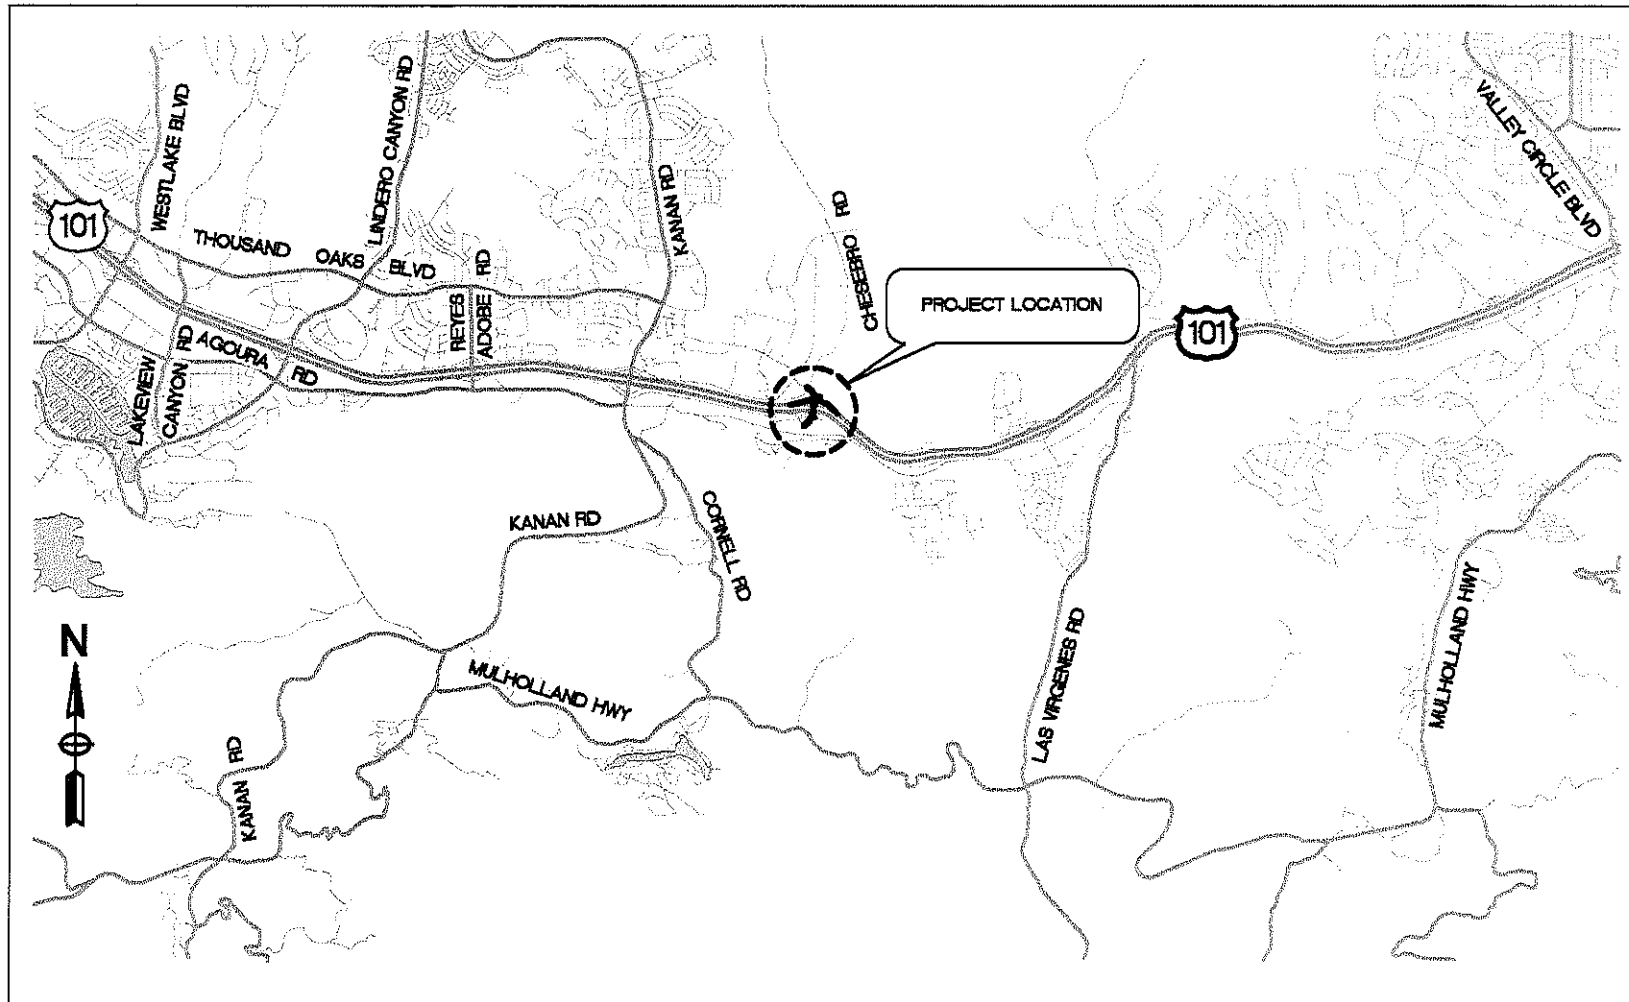 WESTLAKE BLVD
LINDERO CANYON RD
KANAN RD
CHESEBRO RD
VALLEY CIRCLE BLVD
101
THOUSAND OAKS BLVD
REYES
ADOBE RD
PROJECT LOCATION
101
AGOURA RD
LAKEVIEW
CANYON RD
KANAN RD
CORNELL RD
MULHOLLAND HWY
LAS VIRGENES RD
MULHOLLAND HWY
KANAN RD
N